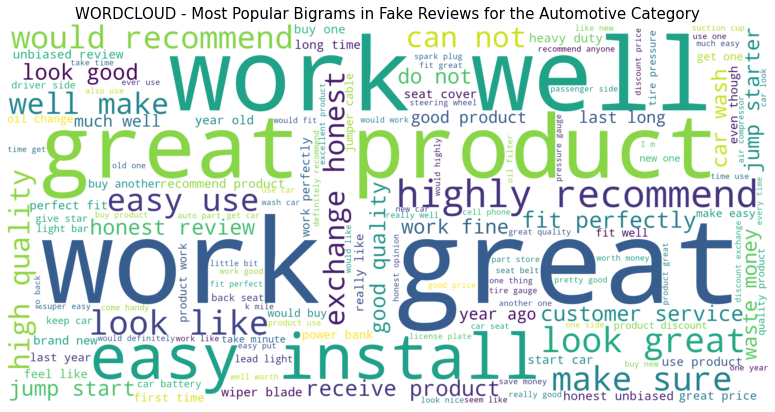 WORDCLOUD - Most Popular Bigrams in Fake Reviews for the Automotive Category
would recommend
buy one
can not
heavy duty
like new
suction cup
use one
much easy
unbiased review
long time
spark plug
fit great
recommend anyone
get one
look good
take time
ever use
do not
driver side
also use
seat cover
steering wheel
passenger side
discount price
tire pressure
even though
car wash
air compressor
jump starter
car look
work well
well make
oil change
much well
year old
would fit
excellent product
jumper cable
would work
good product
last long
time get
old one
great product
definitely recommend
exchange honest
would highly
pressure gauge
oil filter
I m
new one
time use
every time
buy another
recommend product
use car
wash car
work perfectly
highly recommend
new car
cell phone
perfect fit
easy use
give star
buy product
auto part
get car
light bar
honest review
would like
really like
good quality
really well
work fine
great quality
fit perfectly
fit well
make easy
high quality
work great
product work
little bit
work good
fit perfect
honest opinion
part store
seat belt
worth money
product great
pretty good
discount exchange
quality product
go back
super easy
come handy
k mile
back seat
good price
tire gauge
one thing
another one
look like
keep car
would buy
product use
year ago
customer service
waste money
brand new
would definitely
work like
easy put
take minute
power bank
car seat
license plate
one side
product discount
look great
last year
easy install
lead light
start car
buy new
use product
one year
feel like
car battery
well worth
save money
make sure
jump start
first time
wiper blade
receive product
look nice
seem like
really good
honest unbiased
great price